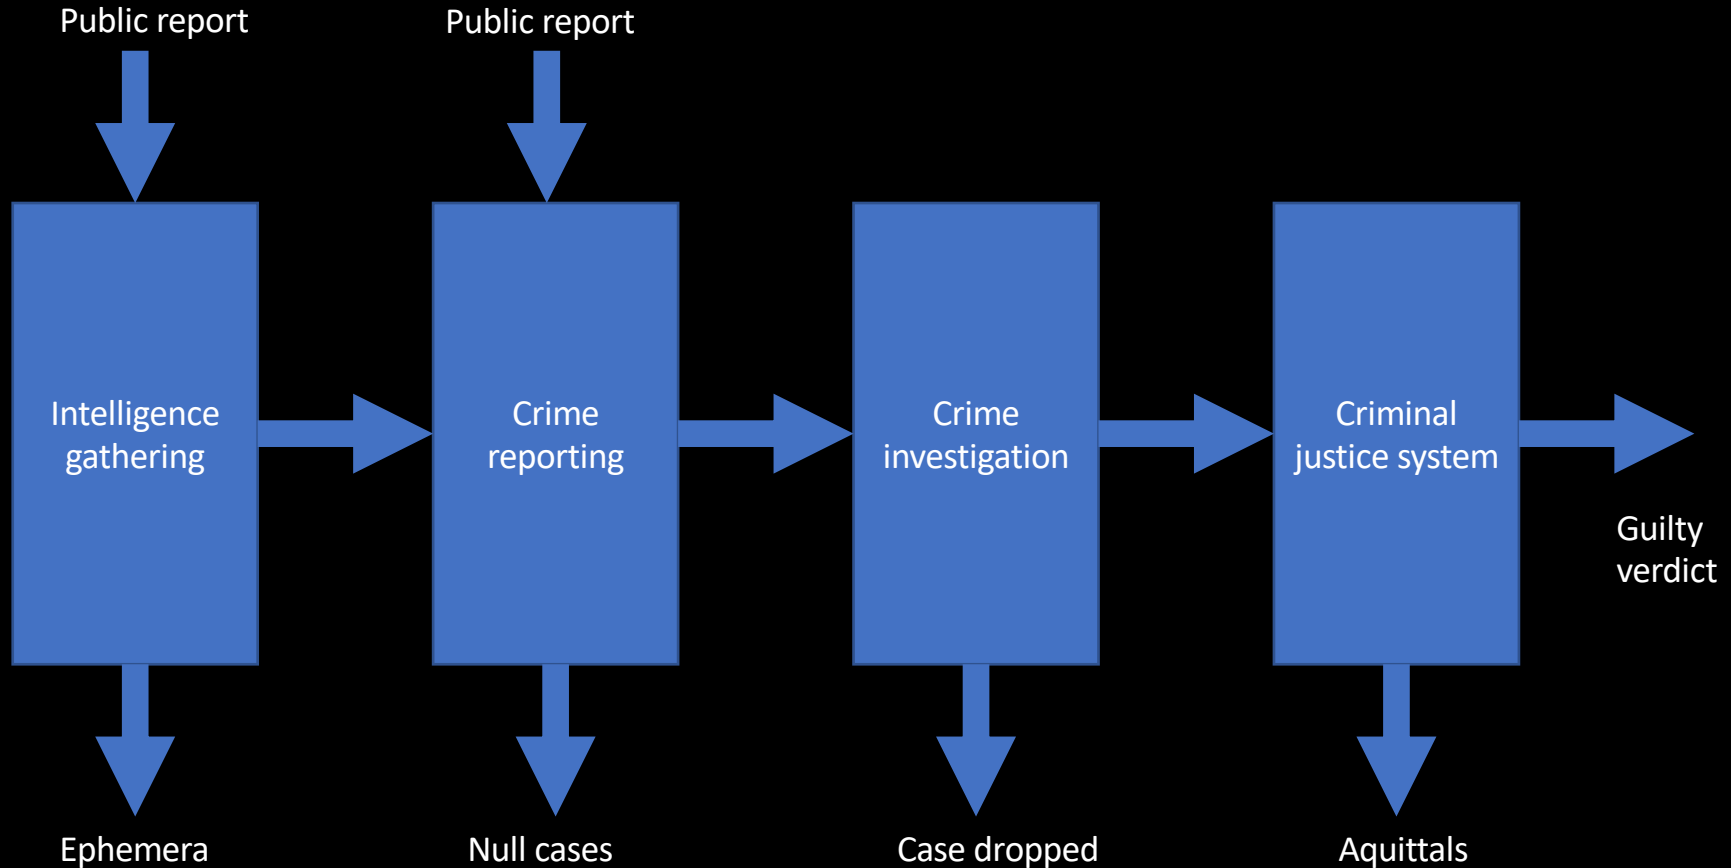 Public report
Public report
Intelligence
gathering
Crime
reporting
Crime
investigation
Criminal
justice system
Guilty
verdict
Ephemera
Null cases
Case dropped
Aquittals